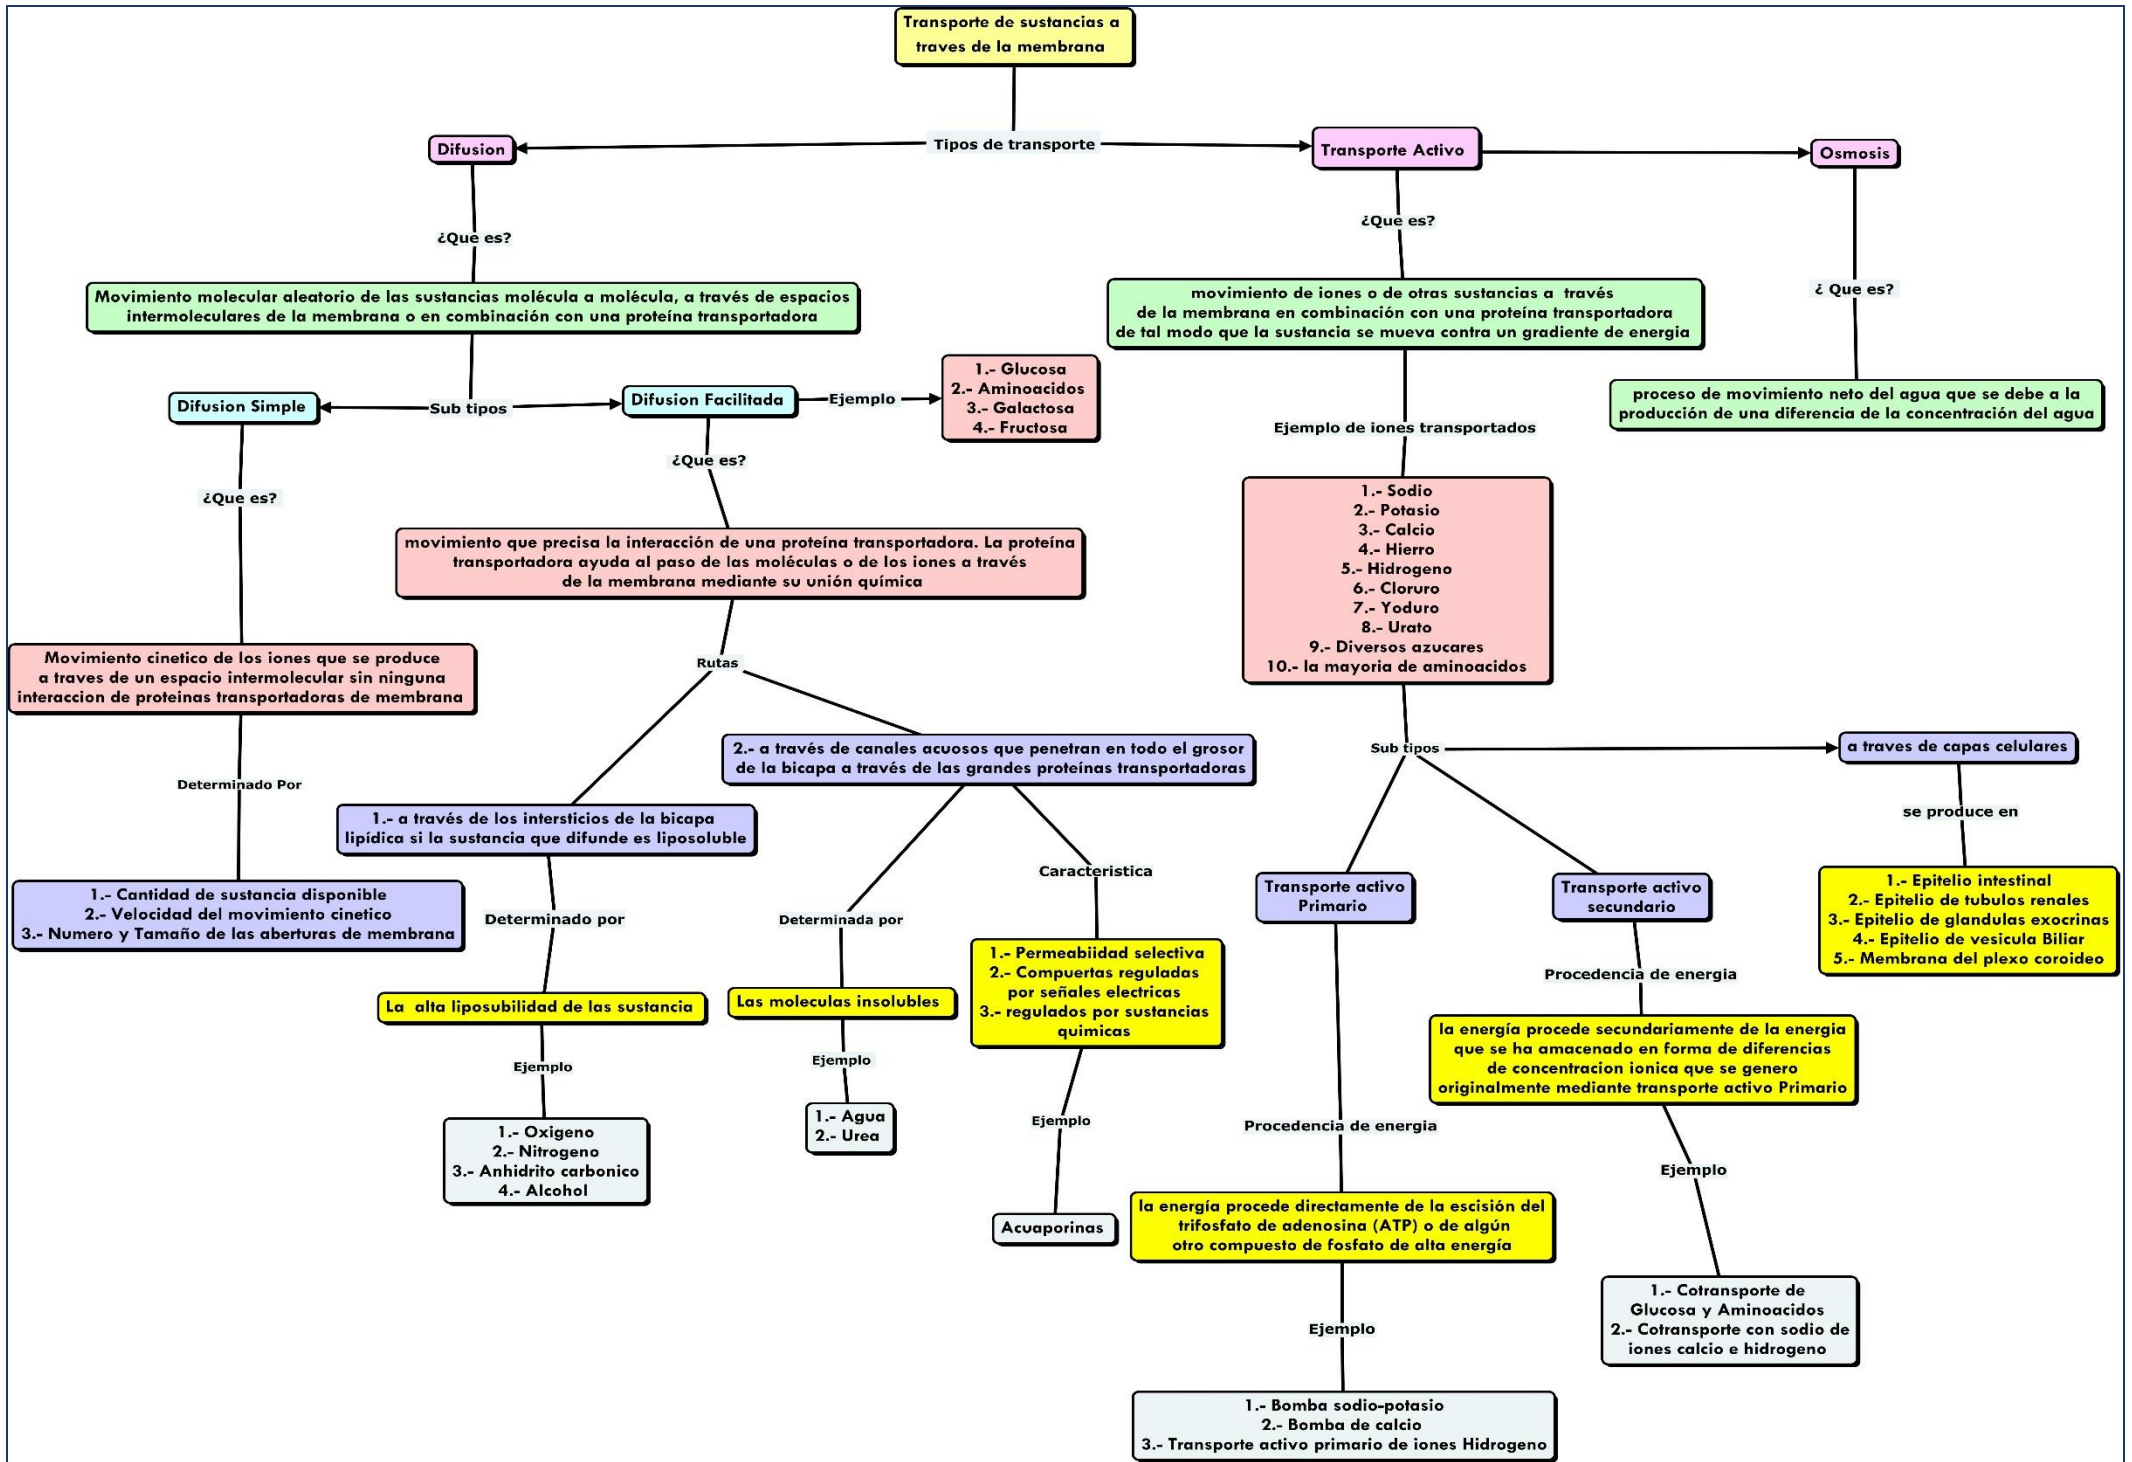 Transporte de sustancias a
traves de la membrana
Tipos de transporte
Difusion
Transporte Activo
Osmosis
¿Que es?
Movimiento molecular aleatorio de las sustancias molécula a molécula, a través de espacios
intermoleculares de la membrana o en combinación con una proteína transportadora
Sub tipos
Difusion Simple
¿Que es?
Movimiento cinetico de los iones que se produce
a traves de un espacio intermolecular sin ninguna
interaccion de proteinas transportadoras de membrana
Determinado Por
1.- Cantidad de sustancia disponible
2.- Velocidad del movimiento cinetico
3.- Numero y Tamaño de las aberturas de membrana
Difusion Facilitada
Ejemplo
1.- Glucosa
2.- Aminoacidos
3.- Galactosa
4.- Fructosa
¿Que es?
movimiento que precisa la interacción de una proteína transportadora. La proteína
transportadora ayuda al paso de las moléculas o de los iones a través
de la membrana mediante su unión química
Rutas
1.- a través de los intersticios de la bicapa
lipídica si la sustancia que difunde es liposoluble
Determinado por
La alta liposubilidad de las sustancia
Ejemplo
1.- Oxigeno
2.- Nitrogeno
3.- Anhidrito carbonico
4.- Alcohol
2.- a través de canales acuosos que penetran en todo el grosor
de la bicapa a través de las grandes proteínas transportadoras
Determinada por
Las moleculas insolubles
Ejemplo
1.- Agua
2.- Urea
Caracteristica
1.- Permeabiidad selectiva
2.- Compuertas reguladas
por señales electricas
3.- regulados por sustancias
quimicas
Ejemplo
Acuaporinas
¿Que es?
movimiento de iones o de otras sustancias a través
de la membrana en combinación con una proteína transportadora
de tal modo que la sustancia se mueva contra un gradiente de energia
Ejemplo de iones transportados
1.- Sodio
2.- Potasio
3.- Calcio
4.- Hierro
5.- Hidrogeno
6.- Cloruro
7.- Yoduro
8.- Urato
9.- Diversos azucares
10.- la mayoria de aminoacidos
Sub tipos
Transporte activo
Primario
Procedencia de energia
la energía procede directamente de la escisión del
trifosfato de adenosina (ATP) o de algún
otro compuesto de fosfato de alta energía
Ejemplo
1.- Bomba sodio-potasio
2.- Bomba de calcio
3.- Transporte activo primario de iones Hidrogeno
Transporte activo
secundario
Procedencia de energia
la energía procede secundariamente de la energia
que se ha amacenado en forma de diferencias
de concentracion ionica que se genero
originalmente mediante transporte activo Primario
Ejemplo
1.- Cotransporte de
Glucosa y Aminoacidos
2.- Cotransporte con sodio de
iones calcio e hidrogeno
a traves de capas celulares
se produce en
1.- Epitelio intestinal
2.- Epitelio de tubulos renales
3.- Epitelio de glandulas exocrinas
4.- Epitelio de vesicula Biliar
5.- Membrana del plexo coroideo
¿ Que es?
proceso de movimiento neto del agua que se debe a la
producción de una diferencia de la concentración del agua